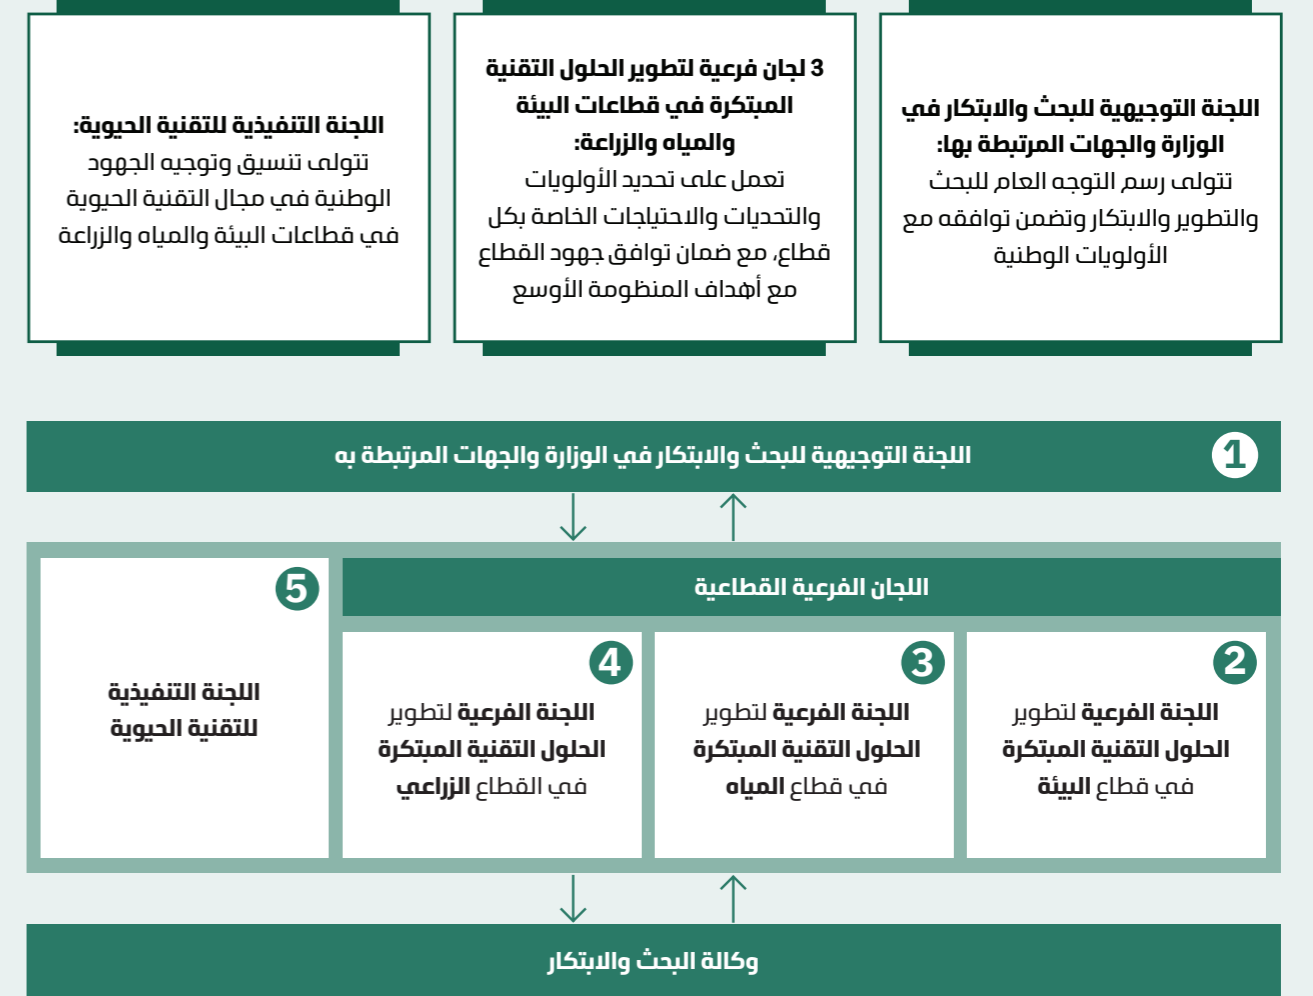 اللجنة التوجيهية للبحث والابتكار في
الوزارة والجهات المرتبطة بها:
تتولى رسم التوجه العام للبحث
والتطوير والابتكار وتضمن توافقه مع
الأولويات الوطنية
3 لجان فرعية لتطوير الحلول التقنية
المبتكرة في قطاعات البيئة
والمياه والزراعة:
تعمل على تحديد الأولويات
والتحديات والاحتياجات الخاصة بكل
قطاع، مع ضمان توافق جهود القطاع
مع أهداف المنظومة الأوسع
اللجنة التنفيذية للتقنية الحيوية:
تتولى تنسيق وتوجيه الجهود
الوطنية في مجال التقنية الحيوية
في قطاعات البيئة والمياه والزراعة
1
اللجنة التوجيهية للبحث والابتكار في الوزارة والجهات المرتبطة به
اللجان الفرعية القطاعية
2
اللجنة الفرعية لتطوير
الحلول التقنية المبتكرة
في قطاع البيئة
3
اللجنة الفرعية لتطوير
الحلول التقنية المبتكرة
في قطاع المياه
4
اللجنة الفرعية لتطوير
الحلول التقنية المبتكرة
في القطاع الزراعي
5
اللجنة التنفيذية
للتقنية الحيوية
وكالة البحث والابتكار